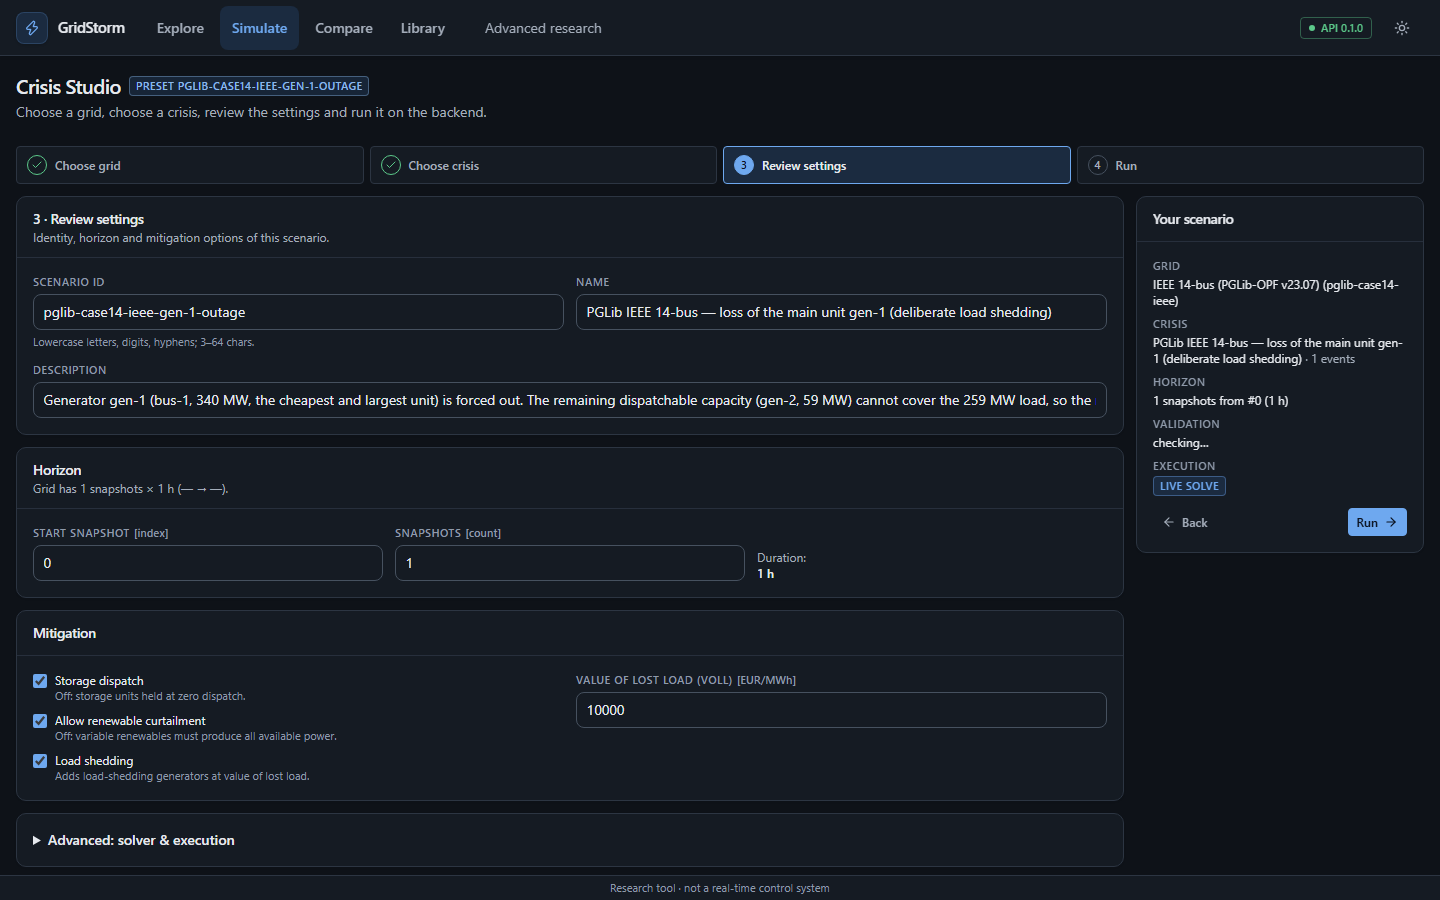 GridStorm
Explore
Simulate
Compare
Library
Advanced research
API 0.1.0
Crisis Studio
PRESET PGLIB-CASE14-IEEE-GEN-1-OUTAGE
Choose a grid, choose a crisis, review the settings and run it on the backend.
Choose grid
Choose crisis
3 Review settings
4 Run
3 · Review settings
Identity, horizon and mitigation options of this scenario.
SCENARIO ID
pglib-case14-ieee-gen-1-outage
Lowercase letters, digits, hyphens; 3–64 chars.
NAME
PGLib IEEE 14-bus — loss of the main unit gen-1 (deliberate load shedding)
DESCRIPTION
Generator gen-1 (bus-1, 340 MW, the cheapest and largest unit) is forced out. The remaining dispatchable capacity (gen-2, 59 MW) cannot cover the 259 MW load, so the
Horizon
Grid has 1 snapshots × 1 h (— → —).
START SNAPSHOT [index]
0
SNAPSHOTS [count]
1
Duration:
1 h
Mitigation
Storage dispatch
Off: storage units held at zero dispatch.
Allow renewable curtailment
Off: variable renewables must produce all available power.
Load shedding
Adds load-shedding generators at value of lost load.
VALUE OF LOST LOAD (VOLL) [EUR/MWh]
10000
▶ Advanced: solver & execution
Your scenario
GRID
IEEE 14-bus (PGLib-OPF v23.07) (pglib-case14-
ieee)
CRISIS
PGLib IEEE 14-bus — loss of the main unit gen-
1 (deliberate load shedding) · 1 events
HORIZON
1 snapshots from #0 (1 h)
VALIDATION
checking...
EXECUTION
LIVE SOLVE
← Back
Run →
Research tool · not a real-time control system